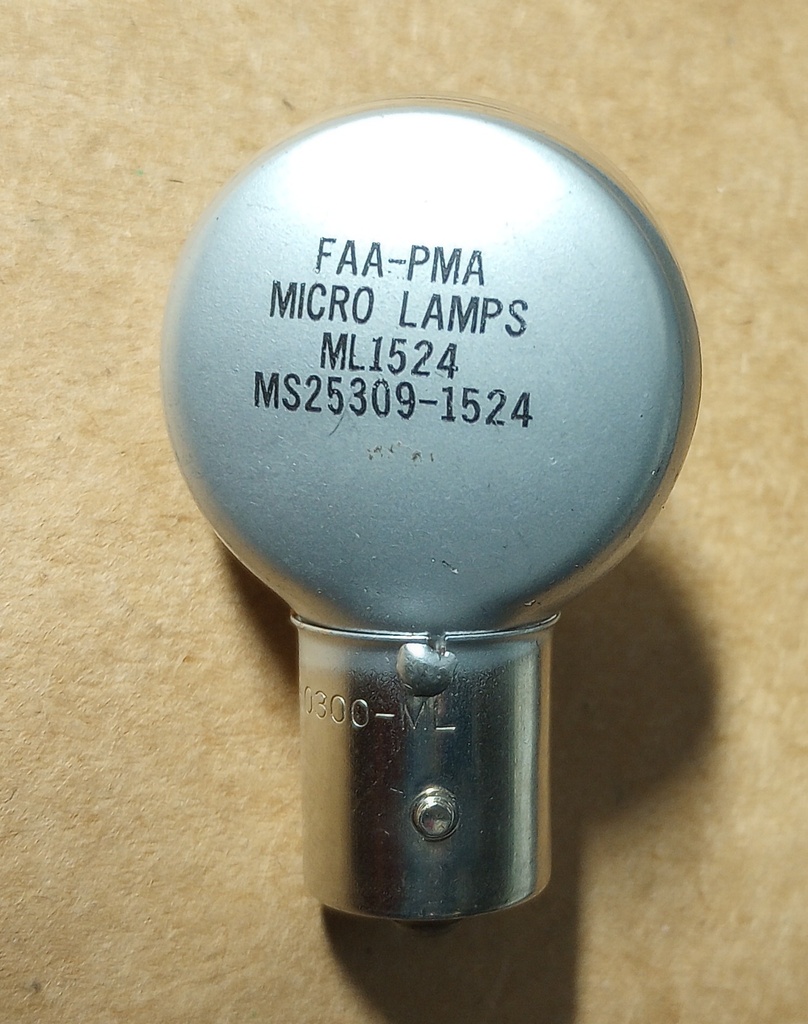 FAA-PMA
MICRO LAMPS
ML1524
MS25309-1524
0300-ML